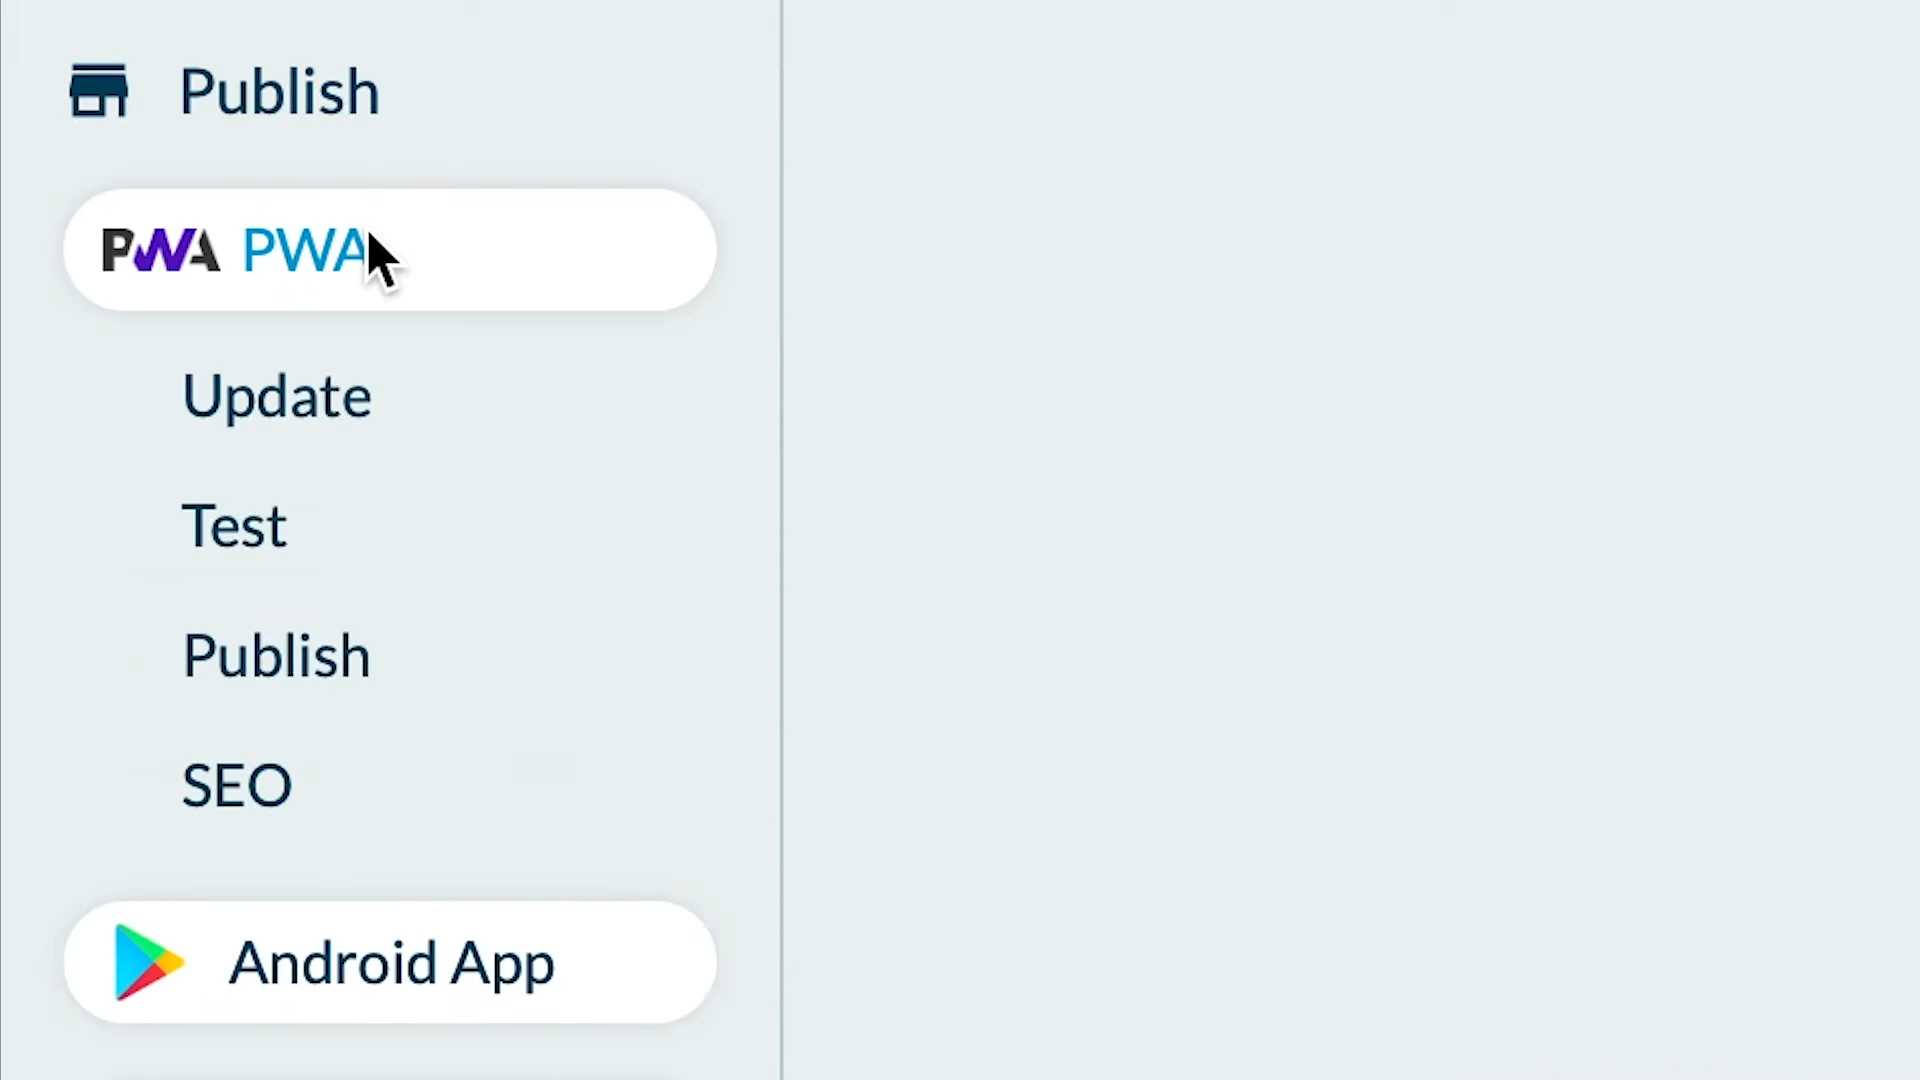 Publish
PWA PWA
Update
Test
Publish
SEO
Android App